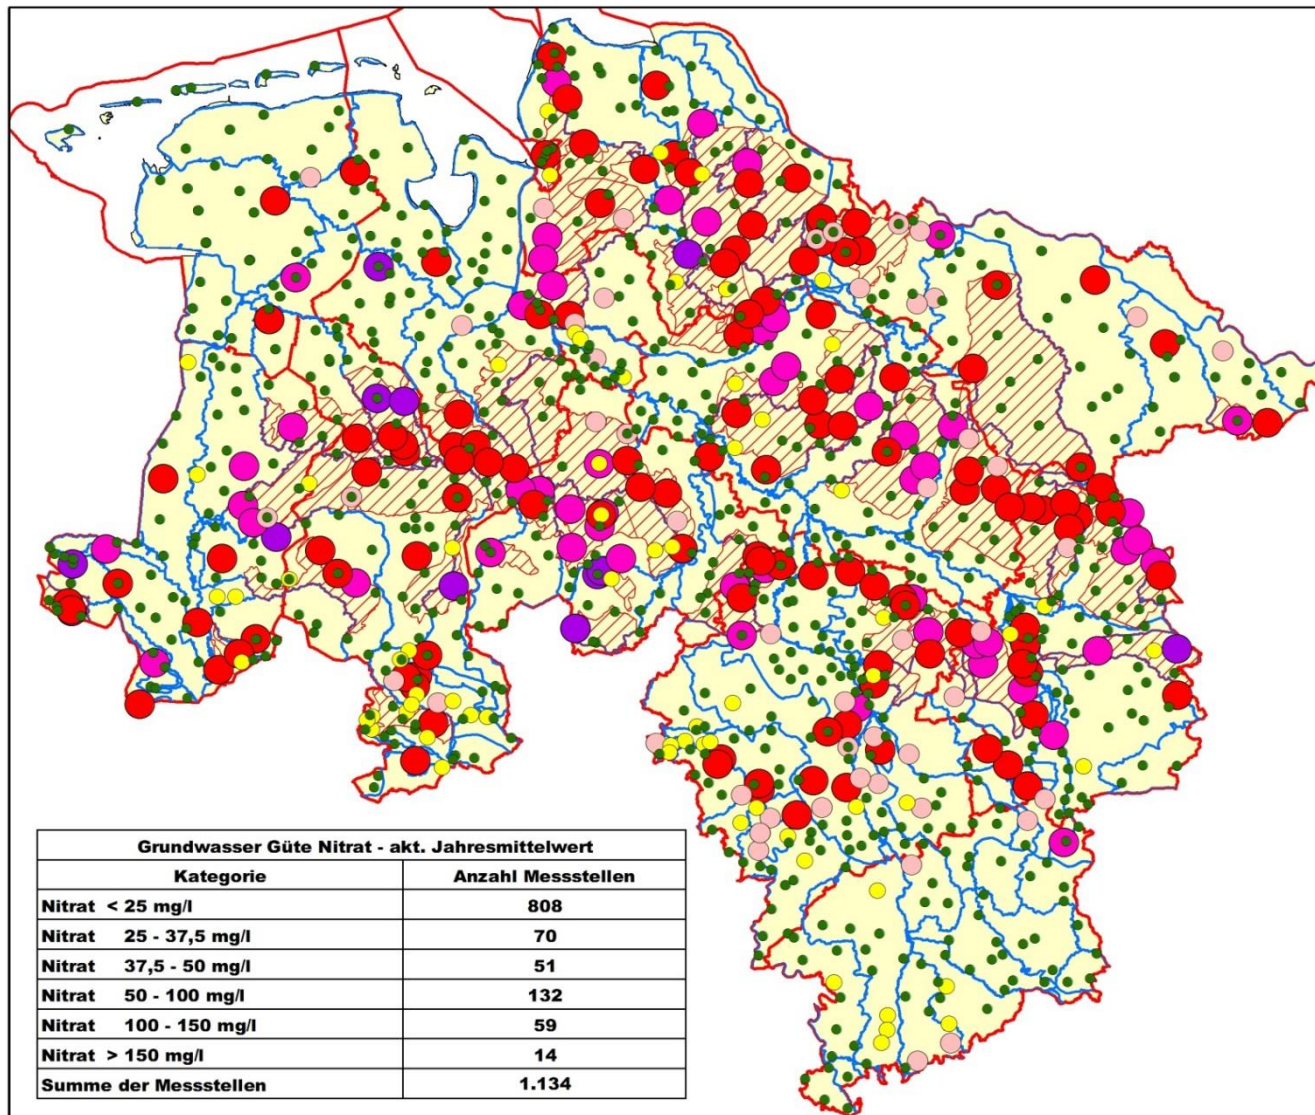 Grundwasser Güte Nitrat - akt. Jahresmittelwert
Kategorie Anzahl Messstellen
Nitrat < 25 mg/l 808
Nitrat 25 - 37,5 mg/l 70
Nitrat 37,5 - 50 mg/l 51
Nitrat 50 - 100 mg/l 132
Nitrat 100 - 150 mg/l 59
Nitrat > 150 mg/l 14
Summe der Messstellen 1.134